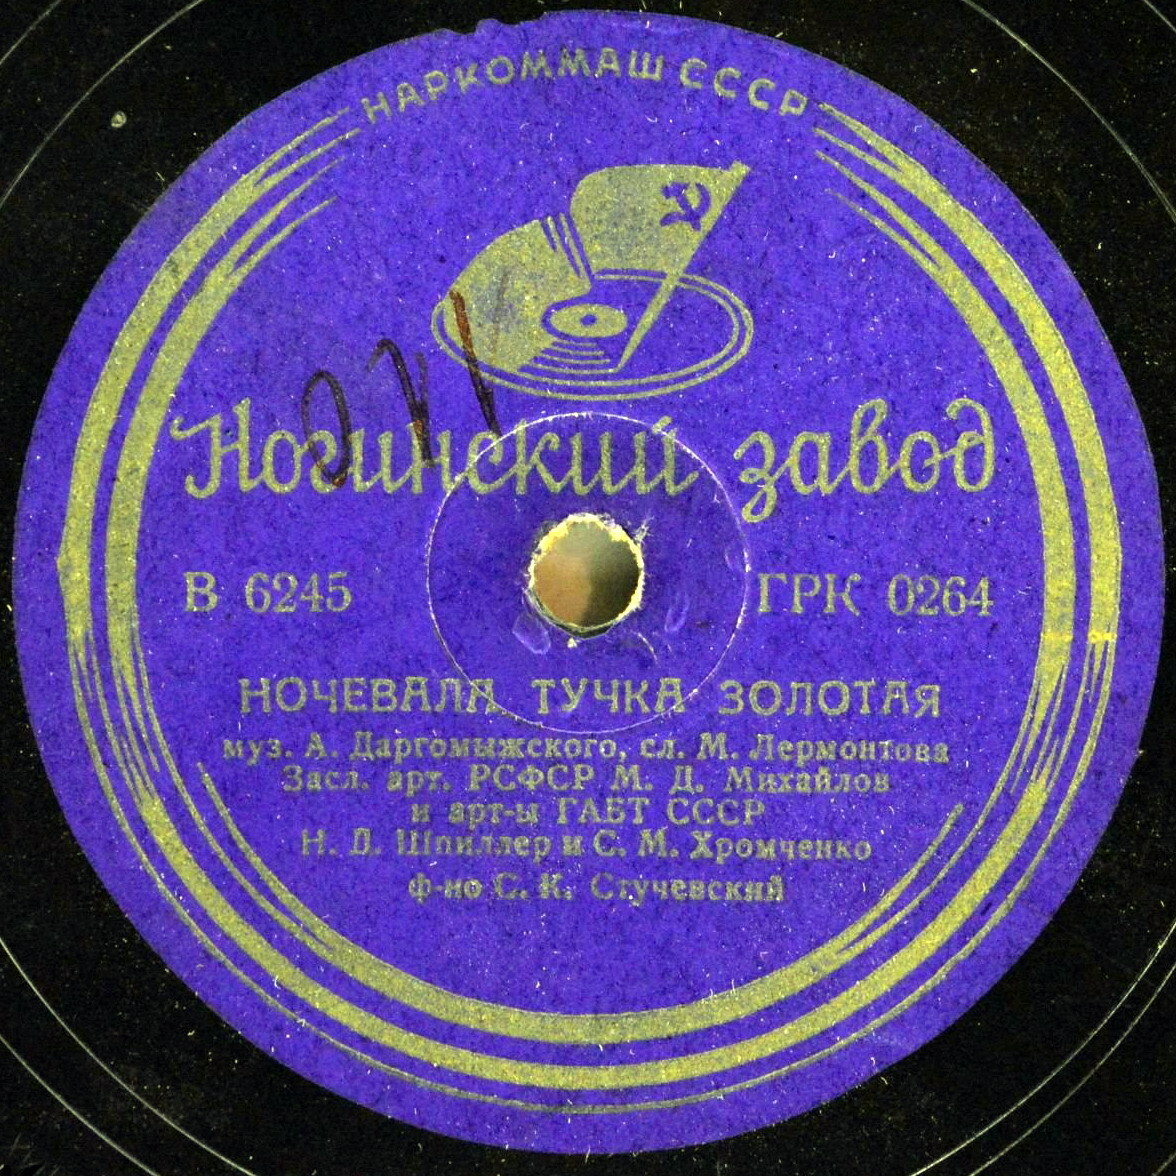 НАРКОММАШ СССР
Ногинский завод
В 6245 ГРК 0264
НОЧЕВАЛА ТУЧКА ЗОЛОТАЯ
муз. А. Даргомыжского, сл. М. Лермонтова
Засл. арт. РСФСР М. Д. Михайлов
и арт-ы ГАБТ СССР
Н. Д. Шпиллер и С. М. Хромченко
ф-но С. К. Стучевский